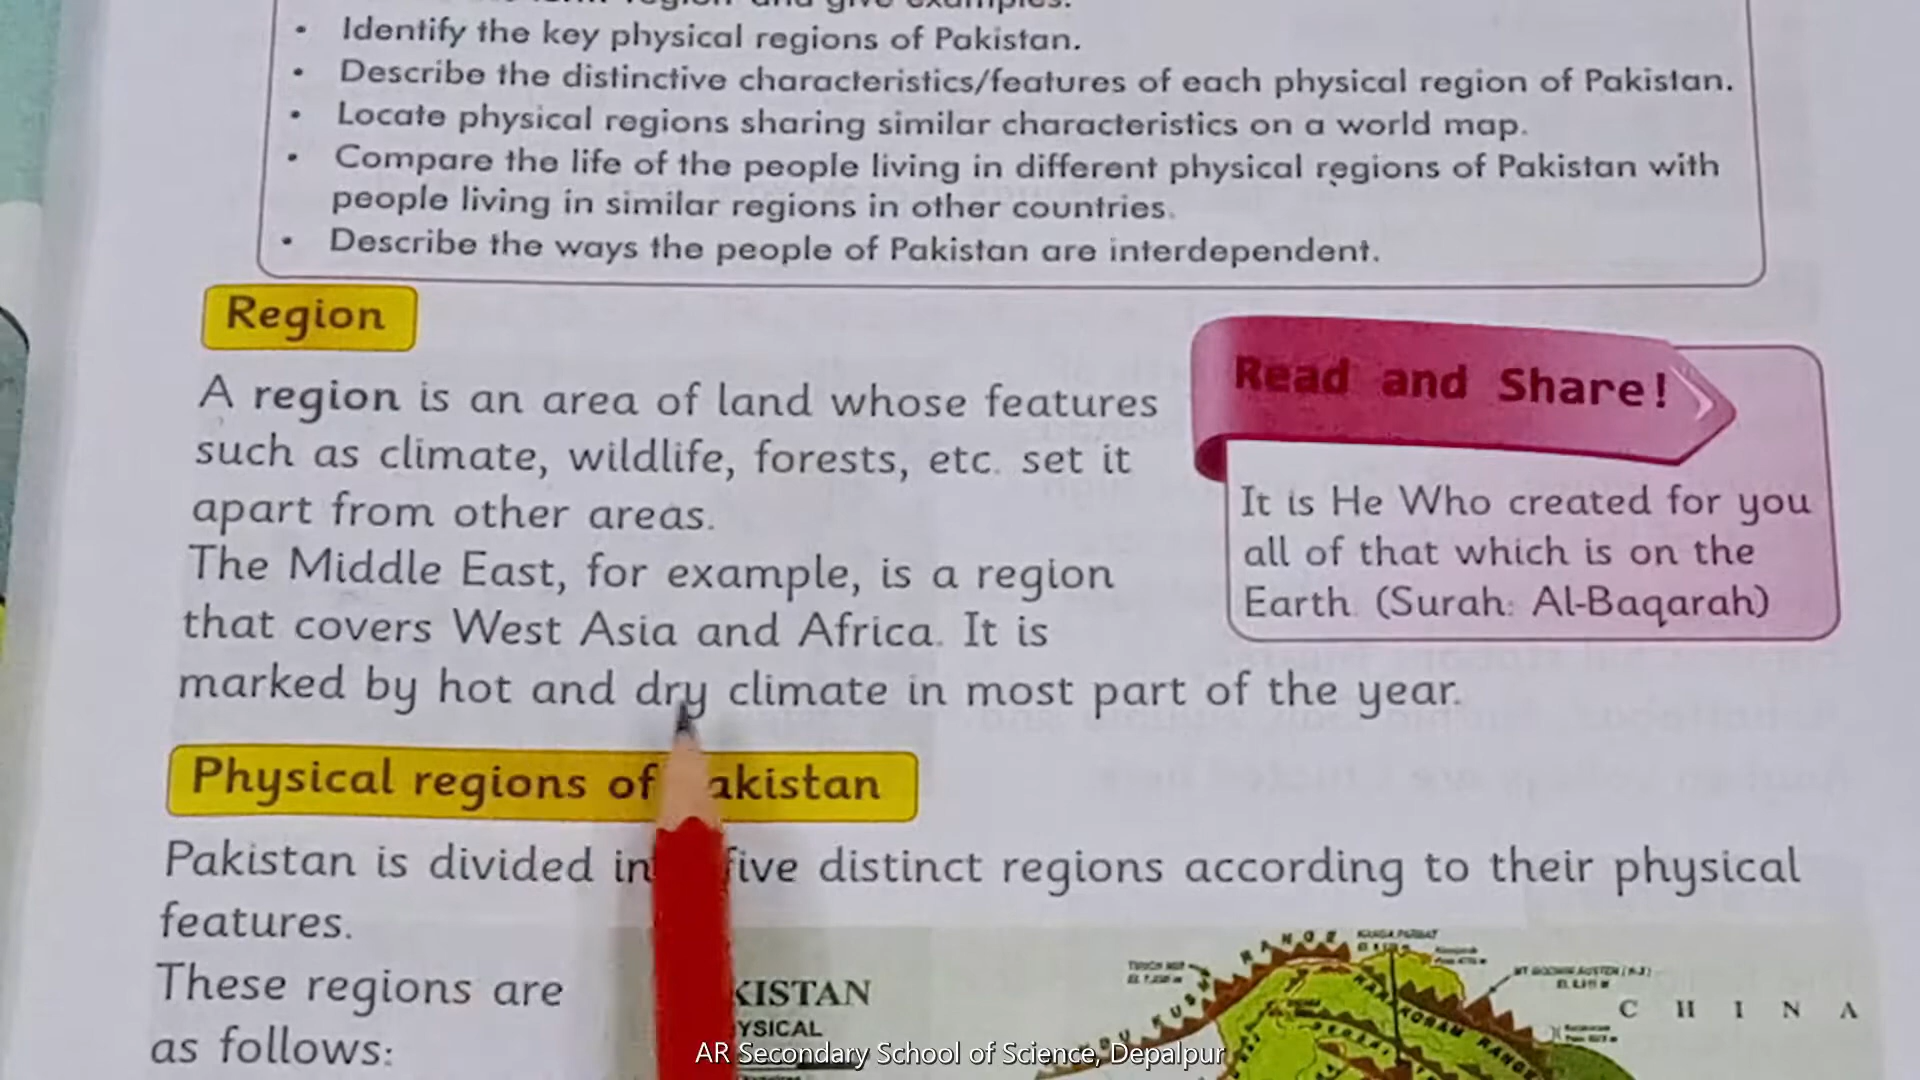 • Identify the key physical regions of Pakistan.
• Describe the distinctive characteristics/features of each physical region of Pakistan.
• Locate physical regions sharing similar characteristics on a world map.
• Compare the life of the people living in different physical regions of Pakistan with
people living in similar regions in other countries.
• Describe the ways the people of Pakistan are interdependent.
Region
A region is an area of land whose features
such as climate, wildlife, forests, etc. set it
apart from other areas.
The Middle East, for example, is a region
that covers West Asia and Africa. It is
marked by hot and dry climate in most part of the year.
Read and Share!
It is He Who created for you
all of that which is on the
Earth. (Surah: Al-Baqarah)
Physical regions of akistan
Pakistan is divided in five distinct regions according to their physical
features.
These regions are
as follows:
KISTAN
YSICAL
RANGE
KARAKORAM RANGE
CHINA
AR Secondary School of Science, Depalpur